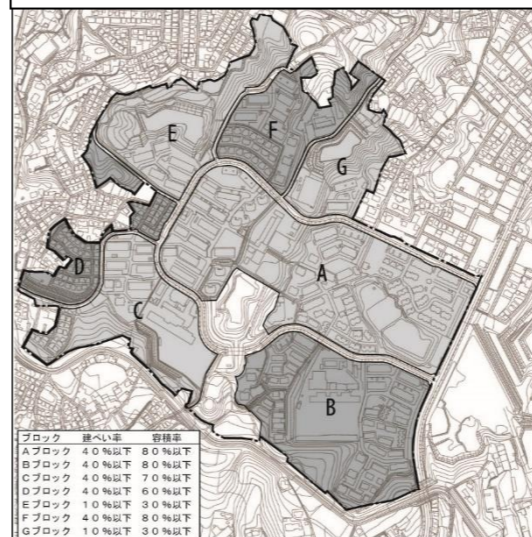 E
F
G
A
D
C
B
ブロック 建ぺい率 容積率
Aブロック 40%以下 80%以下
Bブロック 40%以下 80%以下
Cブロック 40%以下 70%以下
Dブロック 40%以下 60%以下
Eブロック 10%以下 30%以下
Fブロック 40%以下 80%以下
Gブロック 10%以下 30%以下